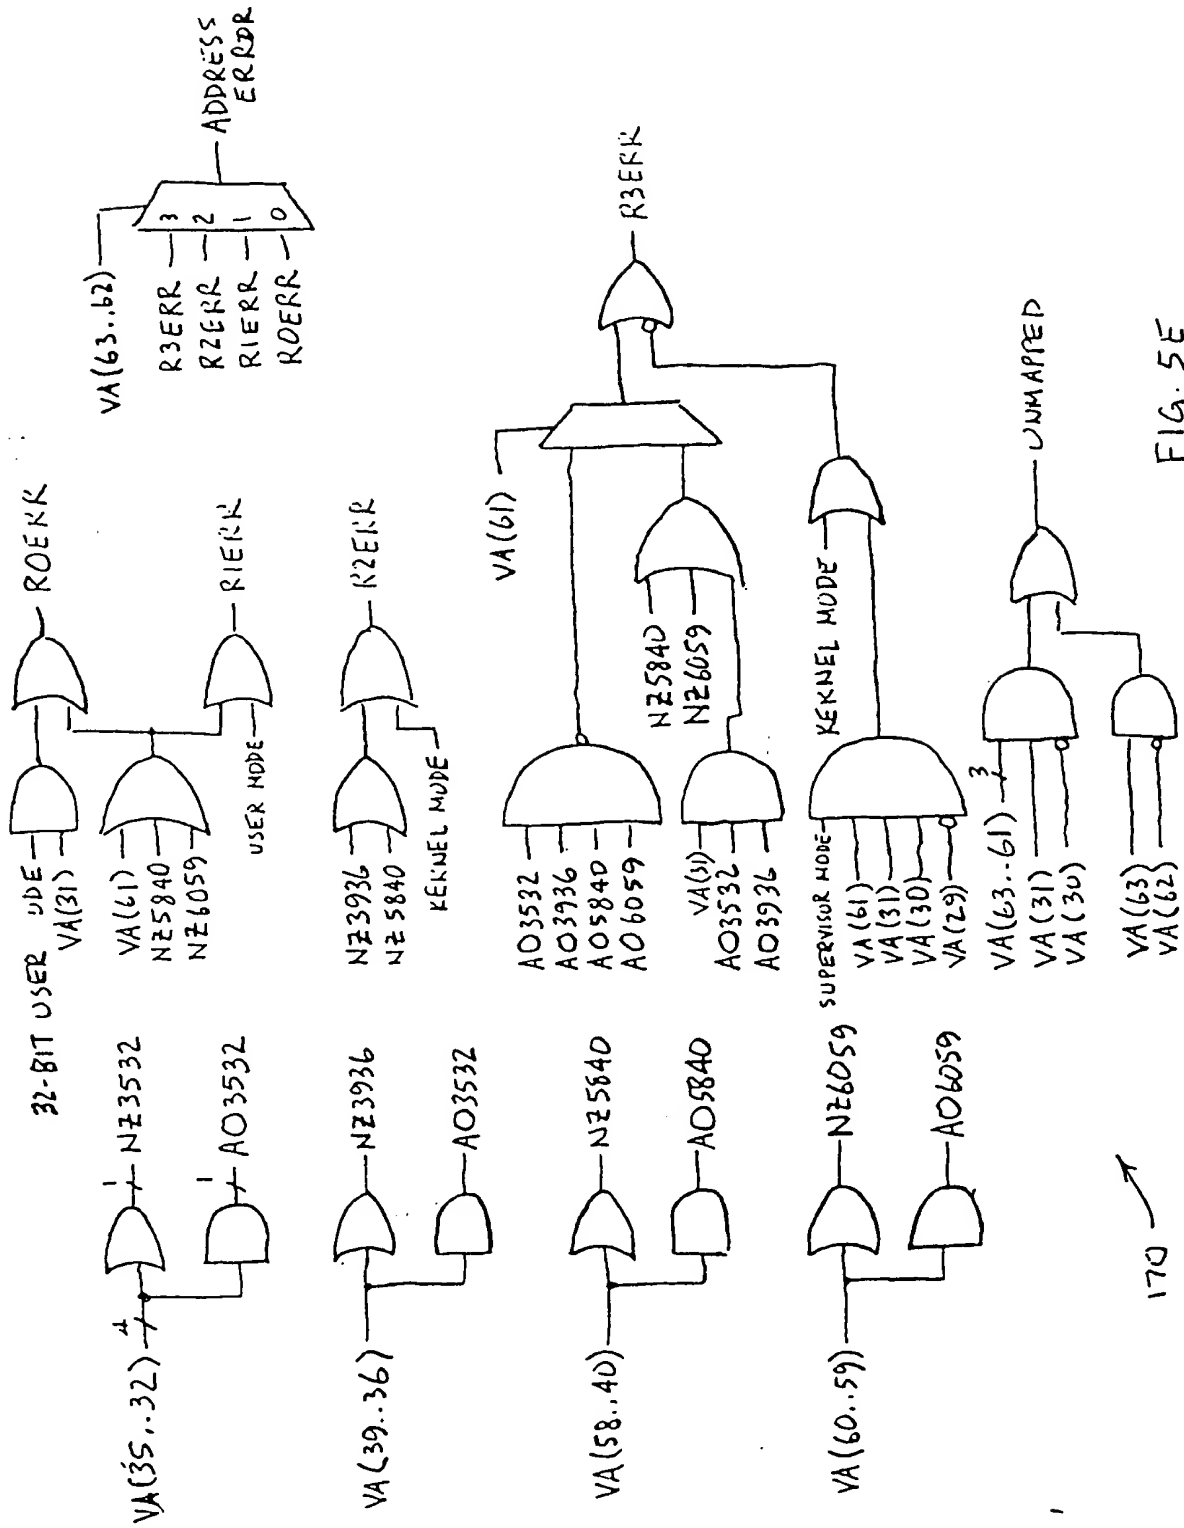 VA(35..32)
4
1
NZ3532
1
AO3532
VA(39..36)
NZ3936
AO3532
VA(58..40)
NZ5840
AO5840
VA(60..59)
NZ6059
AO6059
32-BIT USER MODE
VA(31)
VA(61)
NZ5840
NZ6059
USER MODE
R0ERR
R1ERR
NZ3936
NZ5840
KERNEL MODE
R2ERR
AO3532
AO3936
AO5840
AO6059
VA(31)
AO3532
AO3936
NZ5840
NZ6059
VA(61)
SUPERVISOR MODE
VA(61)
VA(31)
VA(30)
VA(29)
KERNEL MODE
R3ERR
VA(63..61)
3
VA(31)
VA(30)
VA(63)
VA(62)
UNMAPPED
VA(63..62)
R3ERR
R2ERR
R1ERR
R0ERR
3
2
1
0
ADDRESS
ERROR
170
FIG. 5E